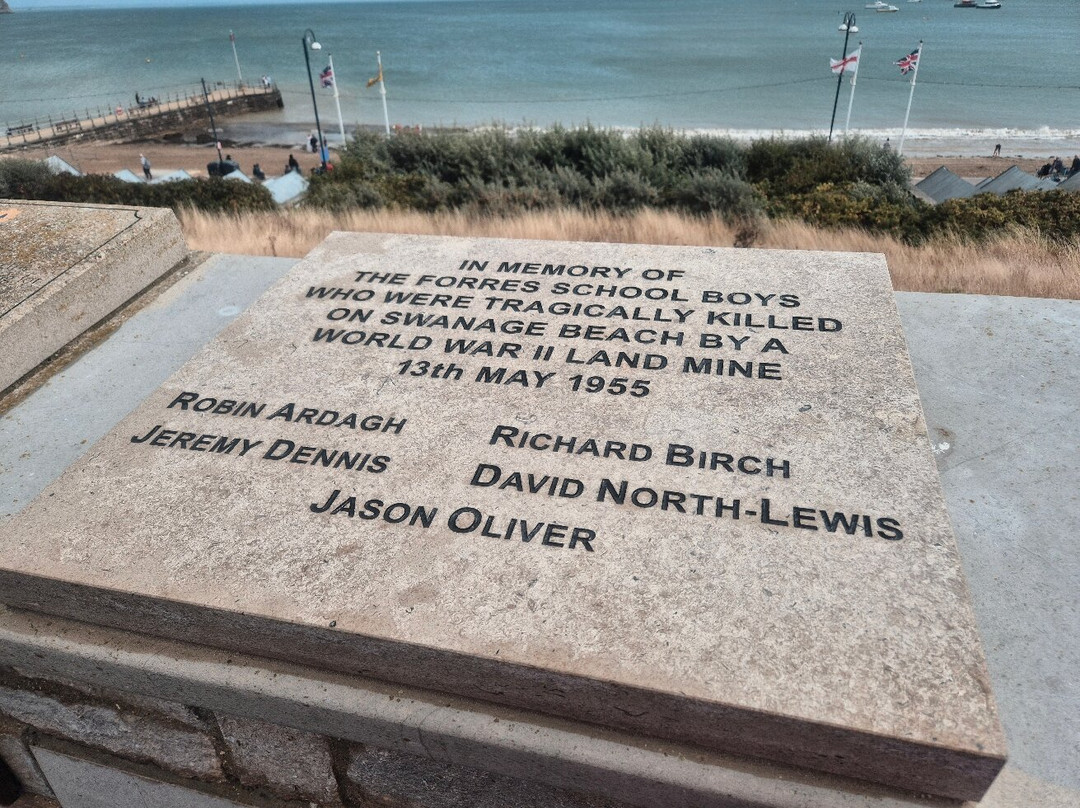 IN MEMORY OF
THE FORRES SCHOOL BOYS
WHO WERE TRAGICALLY KILLED
ON SWANAGE BEACH BY A
WORLD WAR II LAND MINE
13th MAY 1955
ROBIN ARDAGH RICHARD BIRCH
JEREMY DENNIS DAVID NORTH-LEWIS
JASON OLIVER